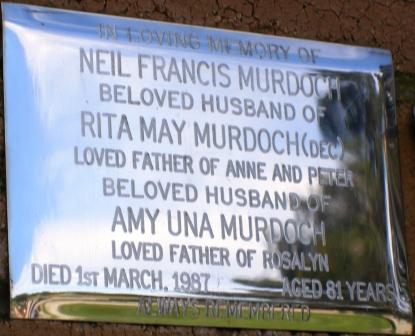 IN LOVING MEMORY OF
NEIL FRANCIS MURDOCH
BELOVED HUSBAND OF
RITA MAY MURDOCH (DEC)
LOVED FATHER OF ANNE AND PETER
BELOVED HUSBAND OF
AMY UNA MURDOCH
LOVED FATHER OF ROSALYN
DIED 1ST MARCH. 1987 AGED 81 YEARS
ALWAYS REMEMBERED